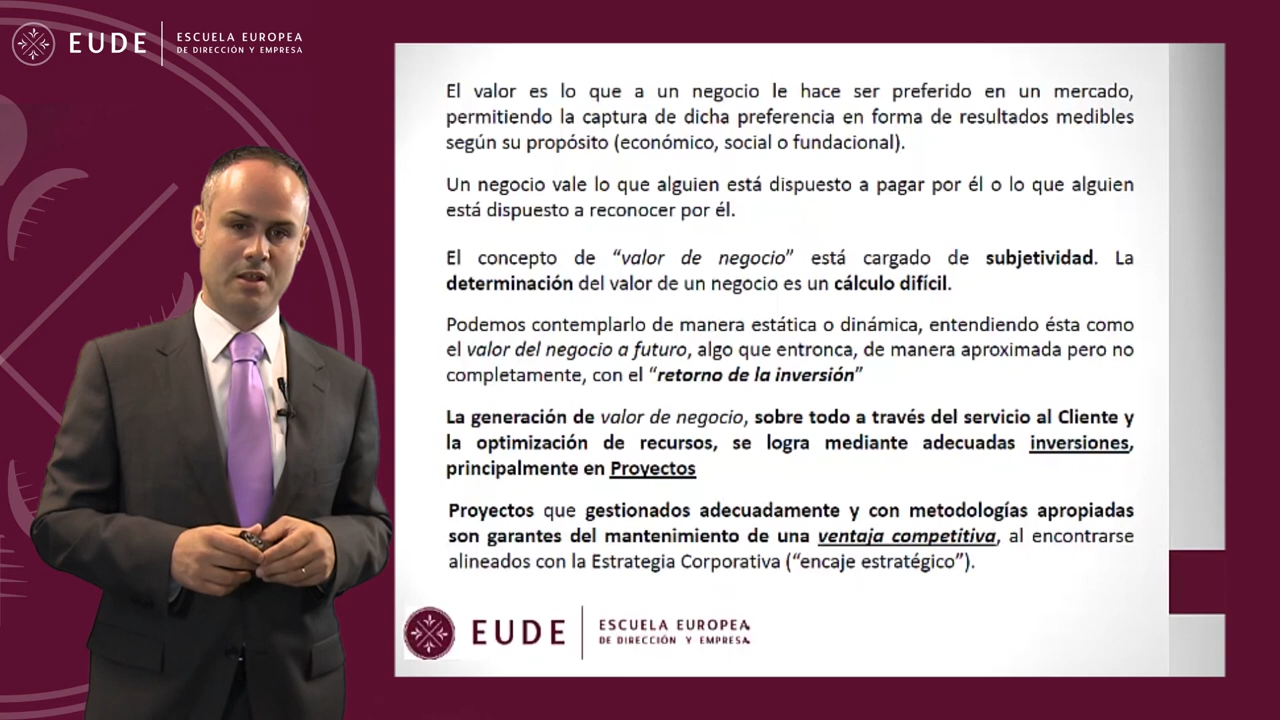 EUDE
ESCUELA EUROPEA
DE DIRECCIÓN Y EMPRESA
El valor es lo que a un negocio le hace ser preferido en un mercado,
permitiendo la captura de dicha preferencia en forma de resultados medibles
según su propósito (económico, social o fundacional).
Un negocio vale lo que alguien está dispuesto a pagar por él o lo que alguien
está dispuesto a reconocer por él.
El concepto de “valor de negocio” está cargado de subjetividad. La
determinación del valor de un negocio es un cálculo difícil.
Podemos contemplarlo de manera estática o dinámica, entendiendo ésta como
el valor del negocio a futuro, algo que entronca, de manera aproximada pero no
completamente, con el “retorno de la inversión”
La generación de valor de negocio, sobre todo a través del servicio al Cliente y
la optimización de recursos, se logra mediante adecuadas inversiones,
principalmente en Proyectos
Proyectos que gestionados adecuadamente y con metodologías apropiadas
son garantes del mantenimiento de una ventaja competitiva, al encontrarse
alineados con la Estrategia Corporativa (“encaje estratégico”).
EUDE
ESCUELA EUROPEA
DE DIRECCIÓN Y EMPRESA